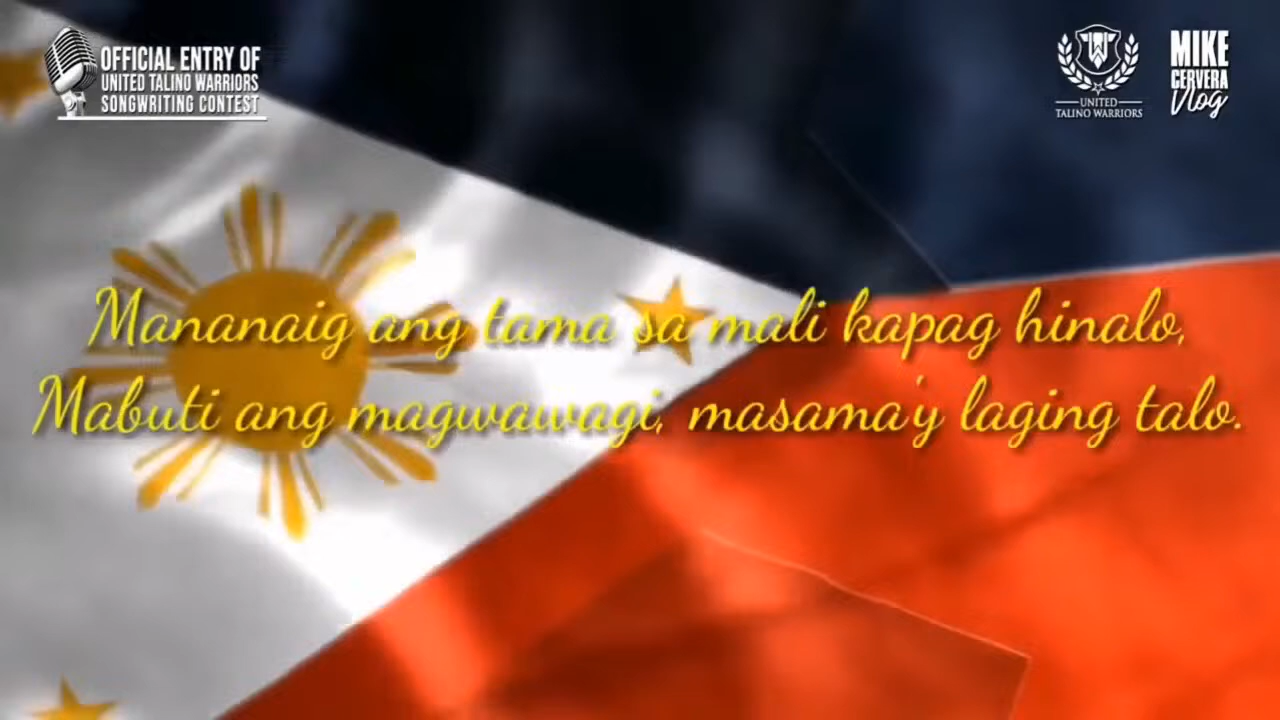 OFFICIAL ENTRY OF
UNITED TALINO WARRIORS
SONGWRITING CONTEST
UNITED
TALINO WARRIORS
MIKE
CERVERA
Vlog
Mananaig ang tama sa mali kapag hinalo,
Mabuti ang magwawagi, masama'y laging talo.